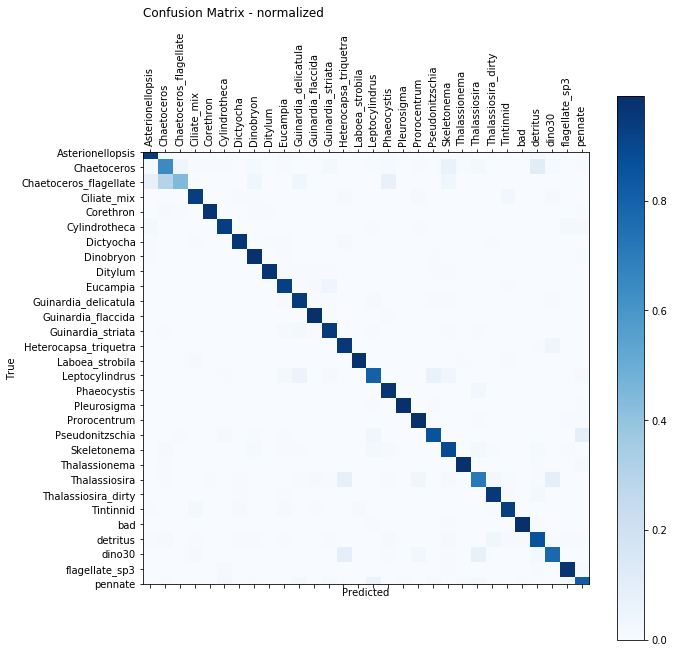 Confusion Matrix - normalized
Asterionellopsis
Chaetoceros
Chaetoceros_flagellate
Ciliate_mix
Corethron
Cylindrotheca
Dictyocha
Dinobryon
Ditylum
Eucampia
Guinardia_delicatula
Guinardia_flaccida
Guinardia_striata
Heterocapsa_triquetra
Laboea_strobila
Leptocylindrus
Phaeocystis
Pleurosigma
Prorocentrum
Pseudonitzschia
Skeletonema
Thalassionema
Thalassiosira
Thalassiosira_dirty
Tintinnid
bad
detritus
dino30
flagellate_sp3
pennate
True
Asterionellopsis
Chaetoceros
Chaetoceros_flagellate
Ciliate_mix
Corethron
Cylindrotheca
Dictyocha
Dinobryon
Ditylum
Eucampia
Guinardia_delicatula
Guinardia_flaccida
Guinardia_striata
Heterocapsa_triquetra
Laboea_strobila
Leptocylindrus
Phaeocystis
Pleurosigma
Prorocentrum
Pseudonitzschia
Skeletonema
Thalassionema
Thalassiosira
Thalassiosira_dirty
Tintinnid
bad
detritus
dino30
flagellate_sp3
pennate
Predicted
0.8
0.6
0.4
0.2
0.0